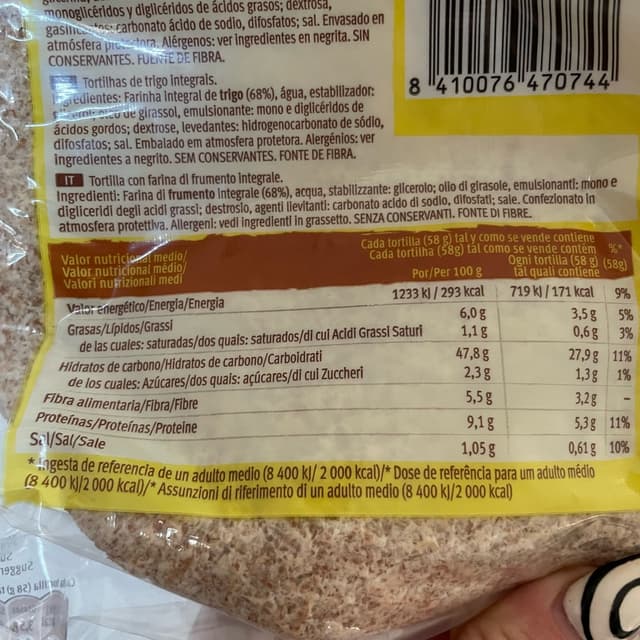 monoglicéridos y diglicéridos de ácidos grasos; dextrosa,
carbonato ácido de sodio, difosfatos; sal. Envasado en
atmósfera Alérgenos: ver ingredientes en negrita. SIN
CONSERVANTES. FUENTE DE FIBRA.
8 410076 470744
Tortilhas de trigo integrais.
Ingredientes: Farinha integral de trigo (68%), água, estabilizador:
de girassol, emulsionante: mono e diglicéridos de
ácidos gordos; dextrose, levedantes: hidrogenocarbonato de sódio,
difosfatos; sal. Embalado em atmosfera protetora. Alergénios: ver
ingredientes a negrito. SEM CONSERVANTES. FONTE DE FIBRA.
IT Tortilla con farina di frumento integrale.
Ingredienti: Farina di frumento integrale (68%), acqua, stabilizzante: glicerolo; olio di girasole, emulsionanti: mono e
digliceridi degli acidi grassi; destrosio, agenti lievitanti: carbonato acido di sodio, difosfati; sale. Confezionato in
atmosfera protettiva. Allergeni: vedi ingredienti in grassetto. SENZA CONSERVANTI. FONTE DI FIBRE.
Valor nutricional medio/
Valor nutricional médio/
Valori nutrizionali medi
Por/Per 100 g
Cada tortilla (58 g) tal y como se vende contiene
Cada tortilha (58g) tal como se vende contém
Ogni tortilla (58 g)
tal quali contiene
%*
(58g)
Valor energético/Energia/Energia 1233 kJ / 293 kcal 719 kJ / 171 kcal 9%
Grasas/Lípidos/Grassi 6,0 g 3,5 g 5%
de las cuales: saturadas/dos quais: saturados/di cui Acidi Grassi Saturi 1,1 g 0,6 g 3%
Hidratos de carbono/Hidratos de carbono/Carboidrati 47,8 g 27,9 g 11%
de los cuales: Azúcares/dos quais: açúcares/di cui Zuccheri 2,3 g 1,3 g 1%
Fibra alimentaria/Fibra/Fibre 5,5 g 3,2 g -
Proteínas/Proteínas/Proteine 9,1 g 5,3 g 11%
Sal/Sal/Sale 1,05 g 0,61 g 10%
* Ingesta de referencia de un adulto medio (8 400 kJ/ 2 000 kcal)/* Dose de referência para um adulto médio
(8 400 kJ/2 000 kcal)/* Assunzioni di riferimento di un adulto medio (8 400 kJ/2 000 kcal)